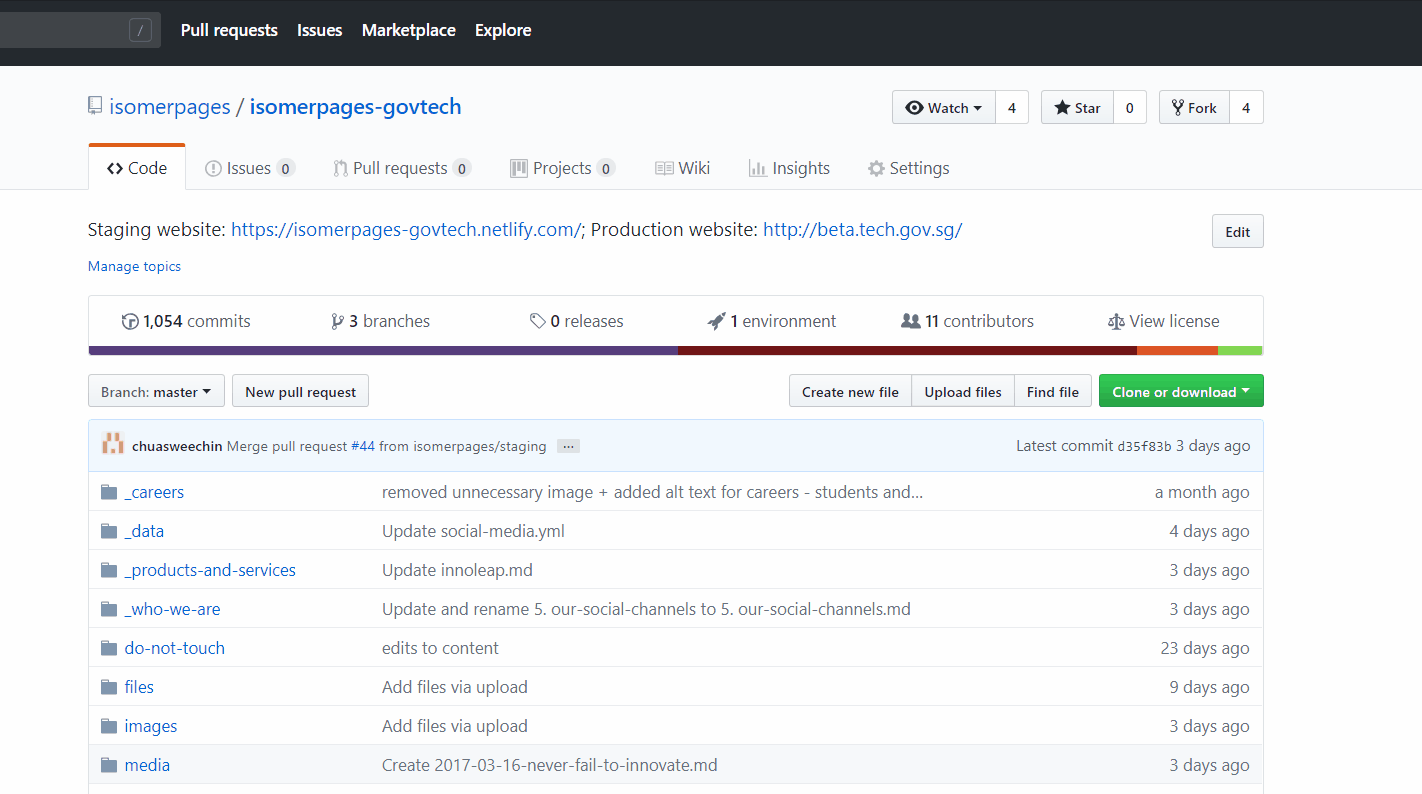 / Pull requests Issues Marketplace Explore
isomerpages / isomerpages-govtech Watch 4 Star 0 Fork 4
Code Issues 0 Pull requests 0 Projects 0 Wiki Insights Settings
Staging website: https://isomerpages-govtech.netlify.com/; Production website: http://beta.tech.gov.sg/ Edit
Manage topics
1,054 commits 3 branches 0 releases 1 environment 11 contributors View license
Branch: master New pull request Create new file Upload files Find file Clone or download
chuasweechin Merge pull request #44 from isomerpages/staging ... Latest commit d35f83b 3 days ago
_careers removed unnecessary image + added alt text for careers - students and... a month ago
_data Update social-media.yml 4 days ago
_products-and-services Update innoleap.md 3 days ago
_who-we-are Update and rename 5. our-social-channels to 5. our-social-channels.md 3 days ago
do-not-touch edits to content 23 days ago
files Add files via upload 9 days ago
images Add files via upload 3 days ago
media Create 2017-03-16-never-fail-to-innovate.md 3 days ago